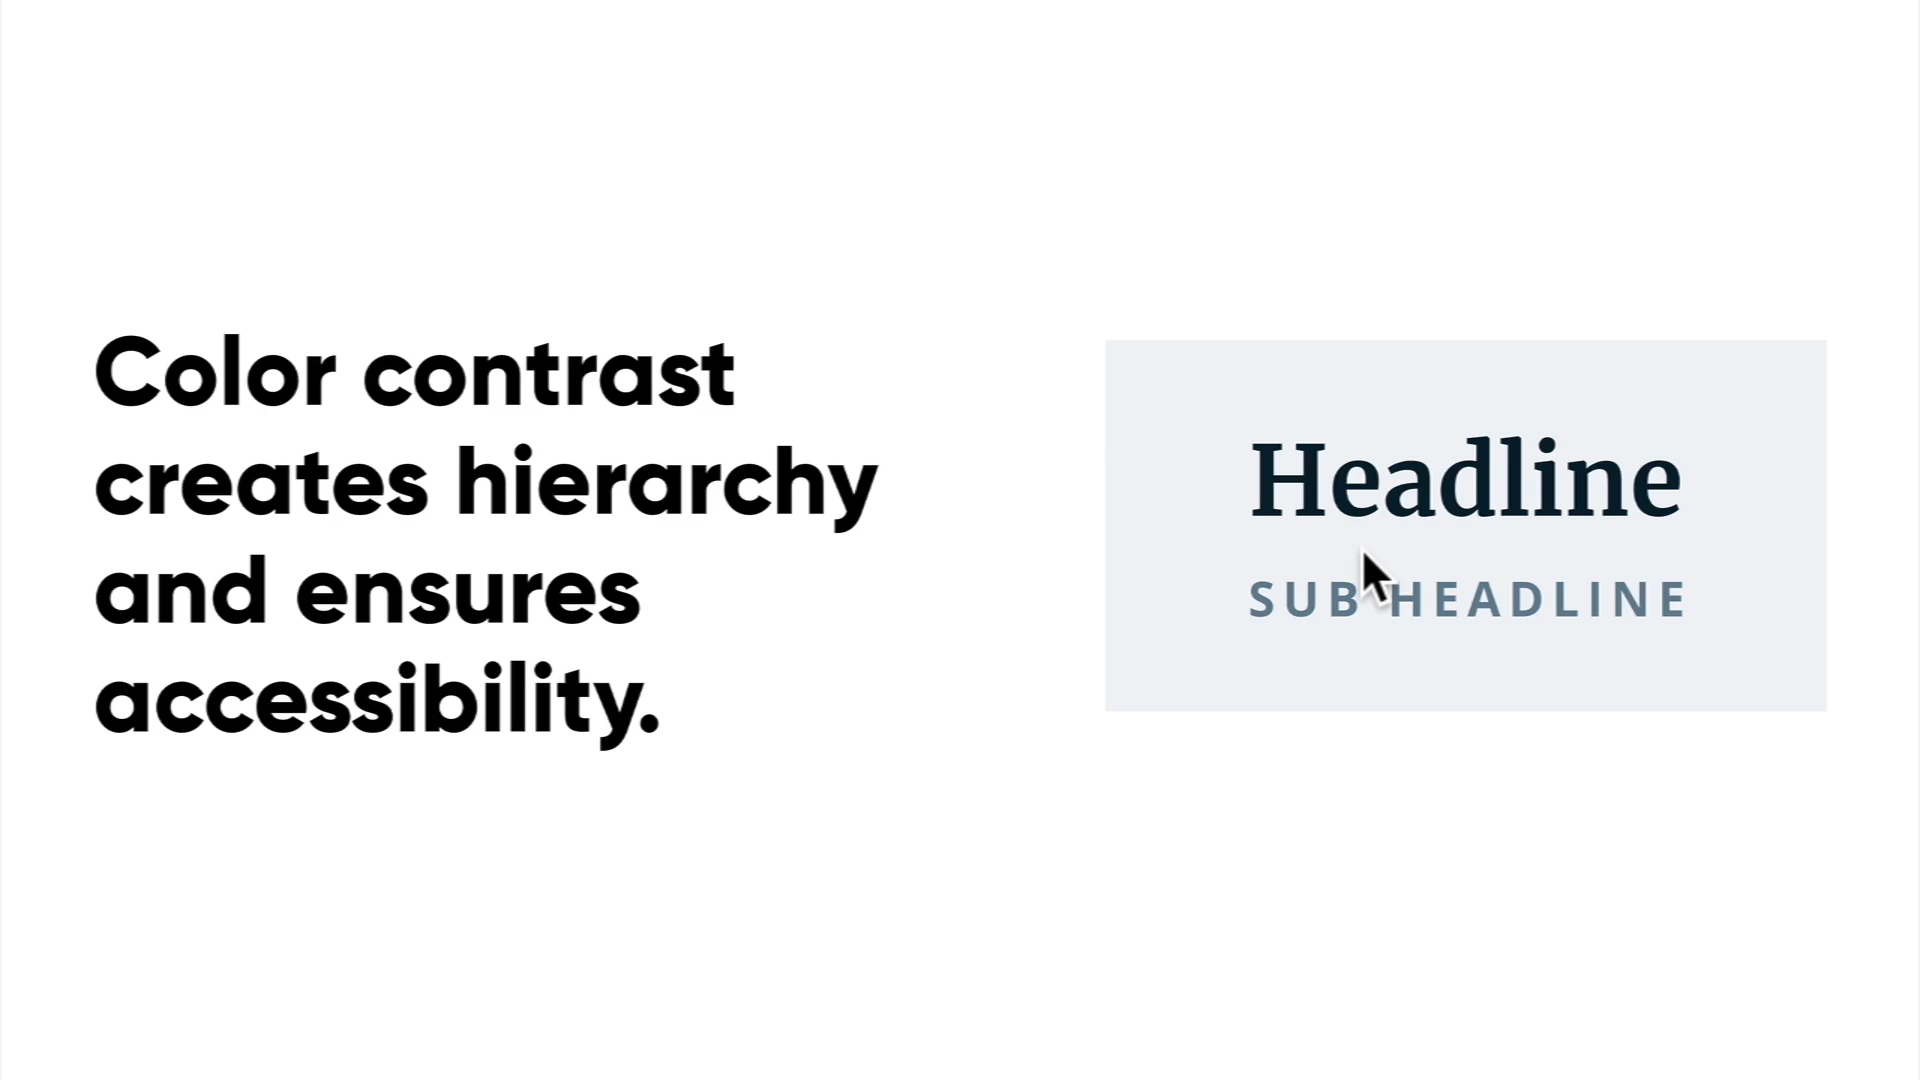 Color contrast
creates hierarchy
and ensures
accessibility.
Headline
SUB HEADLINE